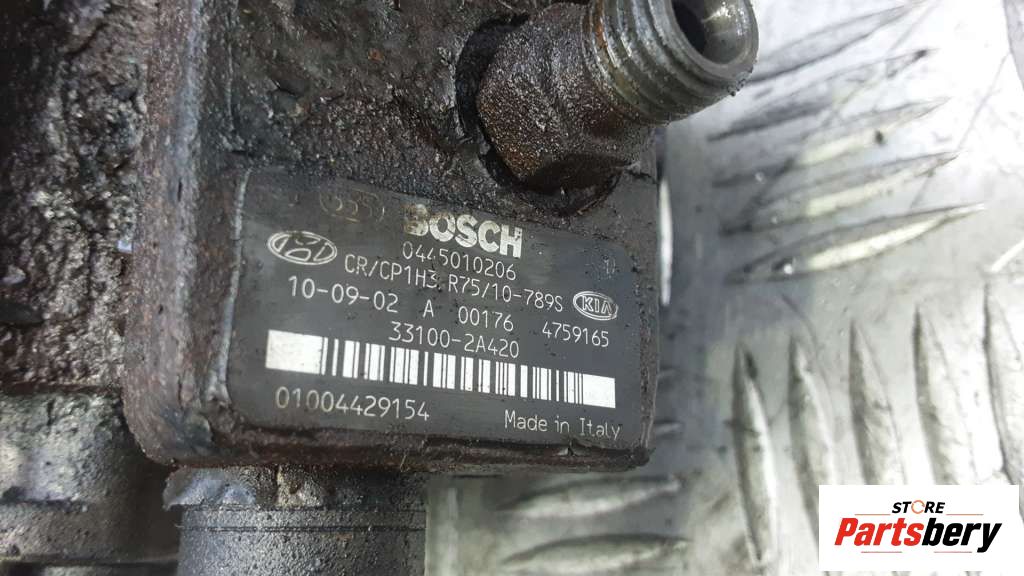 BOSCH
0445010206
CR/CP1H3 R75/10-789S KIA
10-09-02 A 00176 4759165
33100-2A420
01004429154
Made in Italy
STORE
Partsbery